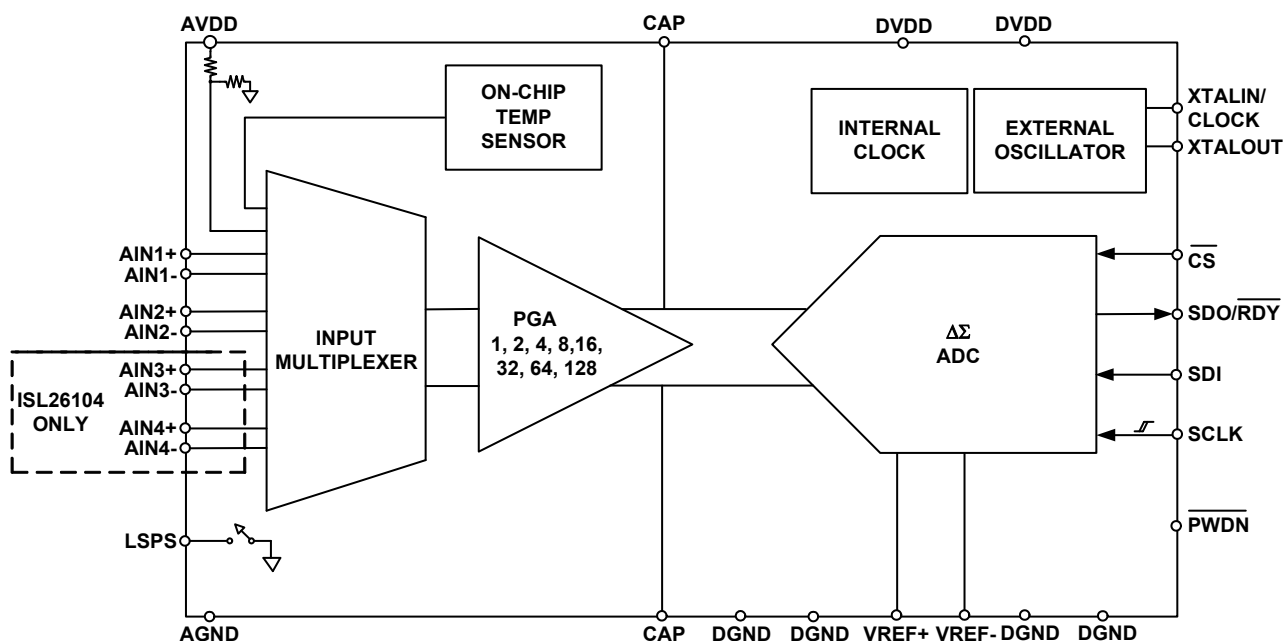 AVDD
CAP
DVDD
DVDD
ON-CHIP
TEMP
SENSOR
INTERNAL
CLOCK
EXTERNAL
OSCILLATOR
XTALIN/
CLOCK
XTALOUT
AIN1+
AIN1-
AIN2+
AIN2-
AIN3+
AIN3-
AIN4+
AIN4-
ISL26104
ONLY
LSPS
INPUT
MULTIPLEXER
PGA
1, 2, 4, 8,16,
32, 64, 128
ΔΣ
ADC
CS
SDO/RDY
SDI
SCLK
PWDN
AGND
CAP
DGND
DGND
VREF+
VREF-
DGND
DGND